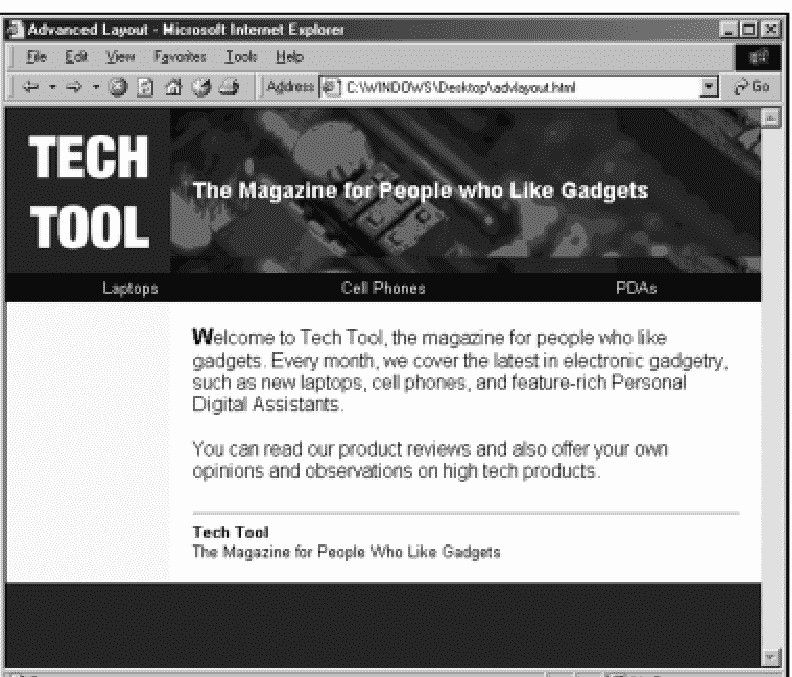 Advanced Layout - Microsoft Internet Explorer
File Edit View Favorites Tools Help
Address C:\WINDOWS\Desktop\advlayout.html Go
TECH
TOOL
The Magazine for People who Like Gadgets
Laptops Cell Phones PDAs
Welcome to Tech Tool, the magazine for people who like
gadgets. Every month, we cover the latest in electronic gadgetry,
such as new laptops, cell phones, and feature-rich Personal
Digital Assistants.
You can read our product reviews and also offer your own
opinions and observations on high tech products.
Tech Tool
The Magazine for People Who Like Gadgets